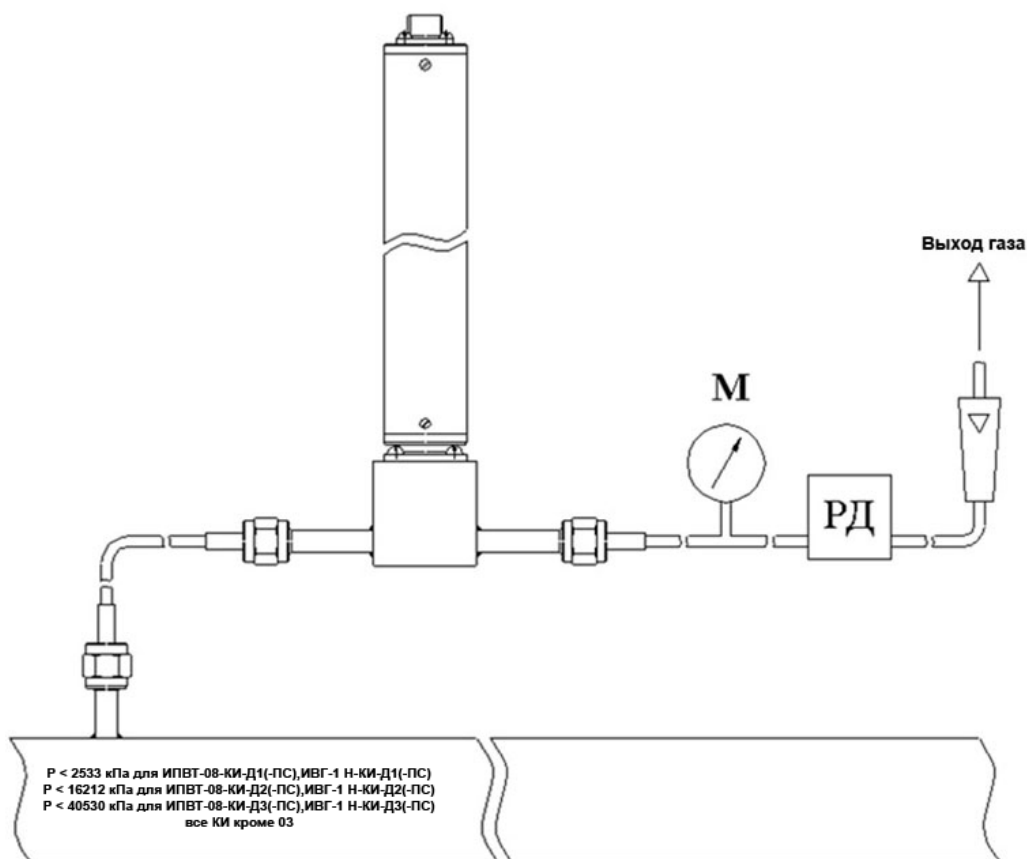 Выход газа
М
РД
Р < 2533 кПа для ИПВТ-08-КИ-Д1(-ПС),ИВГ-1 Н-КИ-Д1(-ПС)
Р < 16212 кПа для ИПВТ-08-КИ-Д2(-ПС),ИВГ-1 Н-КИ-Д2(-ПС)
Р < 40530 кПа для ИПВТ-08-КИ-Д3(-ПС),ИВГ-1 Н-КИ-Д3(-ПС)
все КИ кроме 03